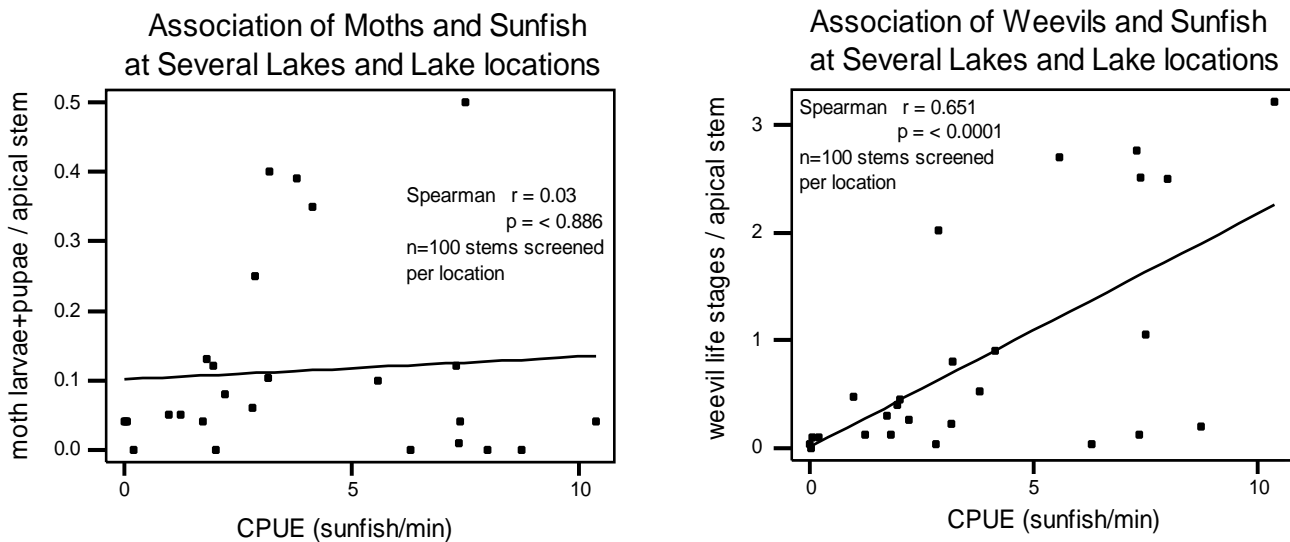 Association of Moths and Sunfish
at Several Lakes and Lake locations
moth larvae+pupae / apical stem
0.5
0.4
0.3
0.2
0.1
0.0
Spearman r = 0.03
p = < 0.886
n=100 stems screened
per location
0 5 10
CPUE (sunfish/min)
Association of Weevils and Sunfish
at Several Lakes and Lake locations
weevil life stages / apical stem
3
2
1
0
Spearman r = 0.651
p = < 0.0001
n=100 stems screened
per location
0 5 10
CPUE (sunfish/min)